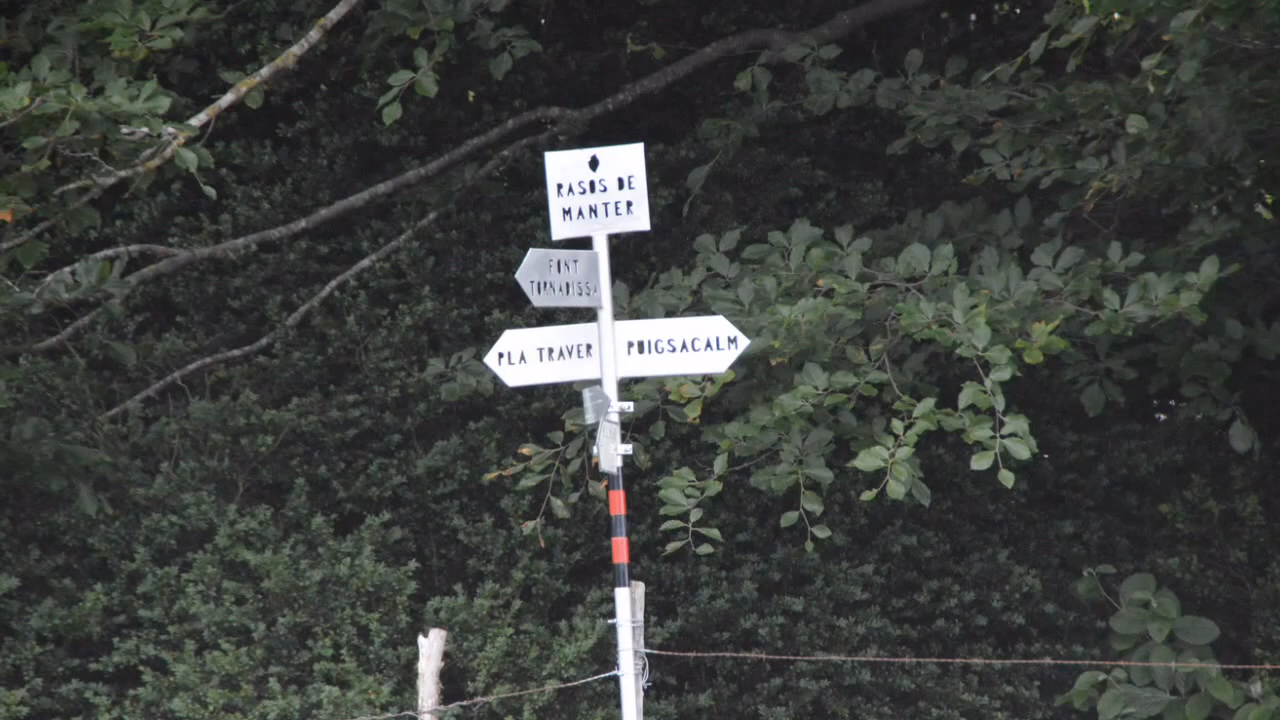 RASOS DE
MANTER
FONT
TORNADISSA
PLA TRAVER
PUIGSACALM